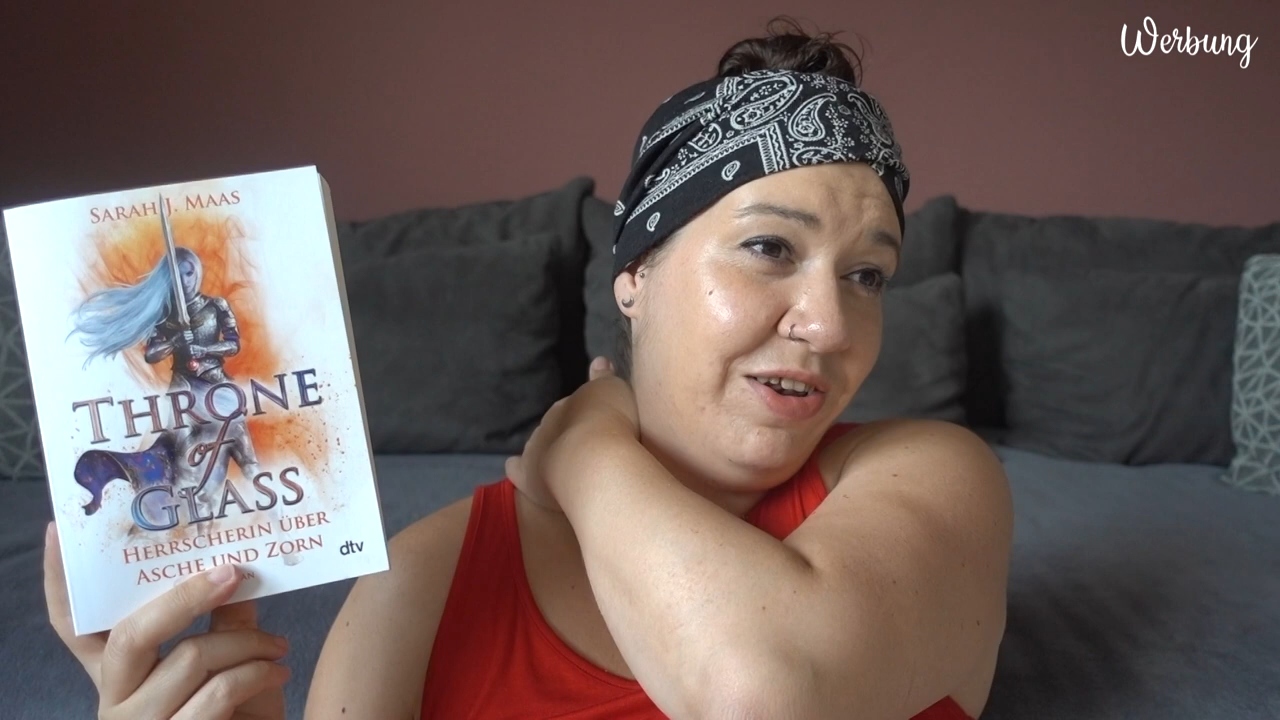 Werbung
SARAH J. MAAS
THRONE
of
GLASS
HERRSCHERIN ÜBER
ASCHE UND ZORN
dtv